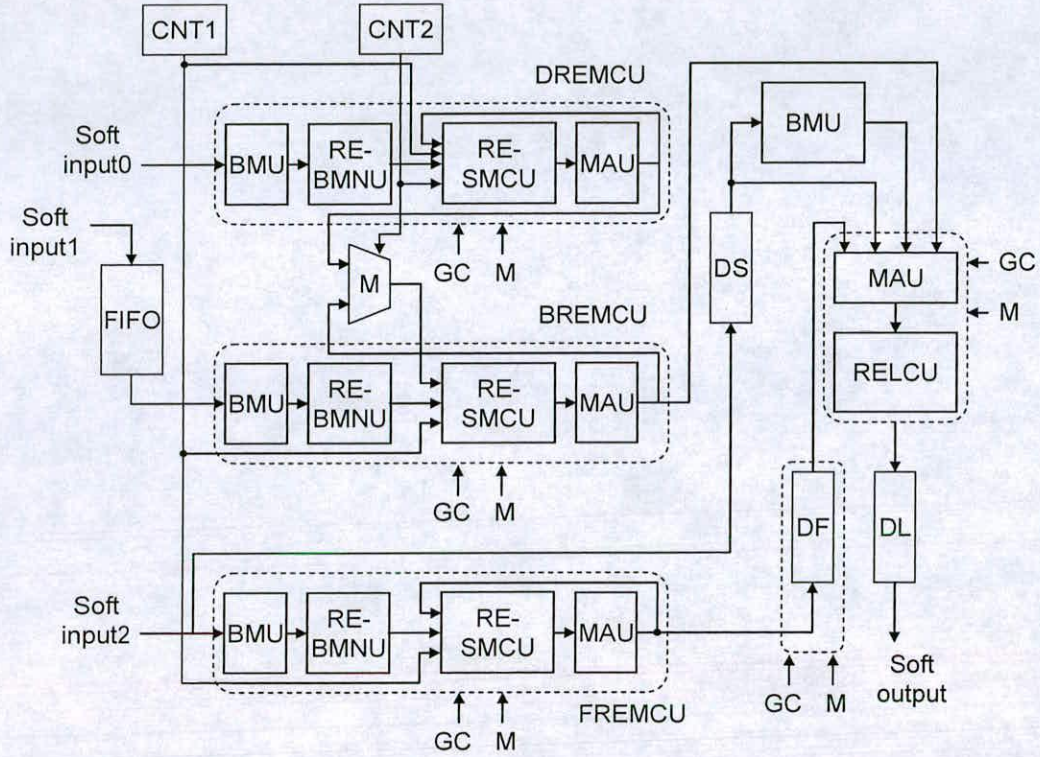 CNT1
CNT2
DREMCU
Soft
input0
BMU
RE-
BMNU
RE-
SMCU
MAU
BMU
Soft
input1
GC
M
M
DS
FIFO
MAU
GC
M
BREMCU
RELCU
BMU
RE-
BMNU
RE-
SMCU
MAU
GC
M
DF
DL
Soft
input2
BMU
RE-
BMNU
RE-
SMCU
MAU
GC
M
FREMCU
GC
M
Soft
output